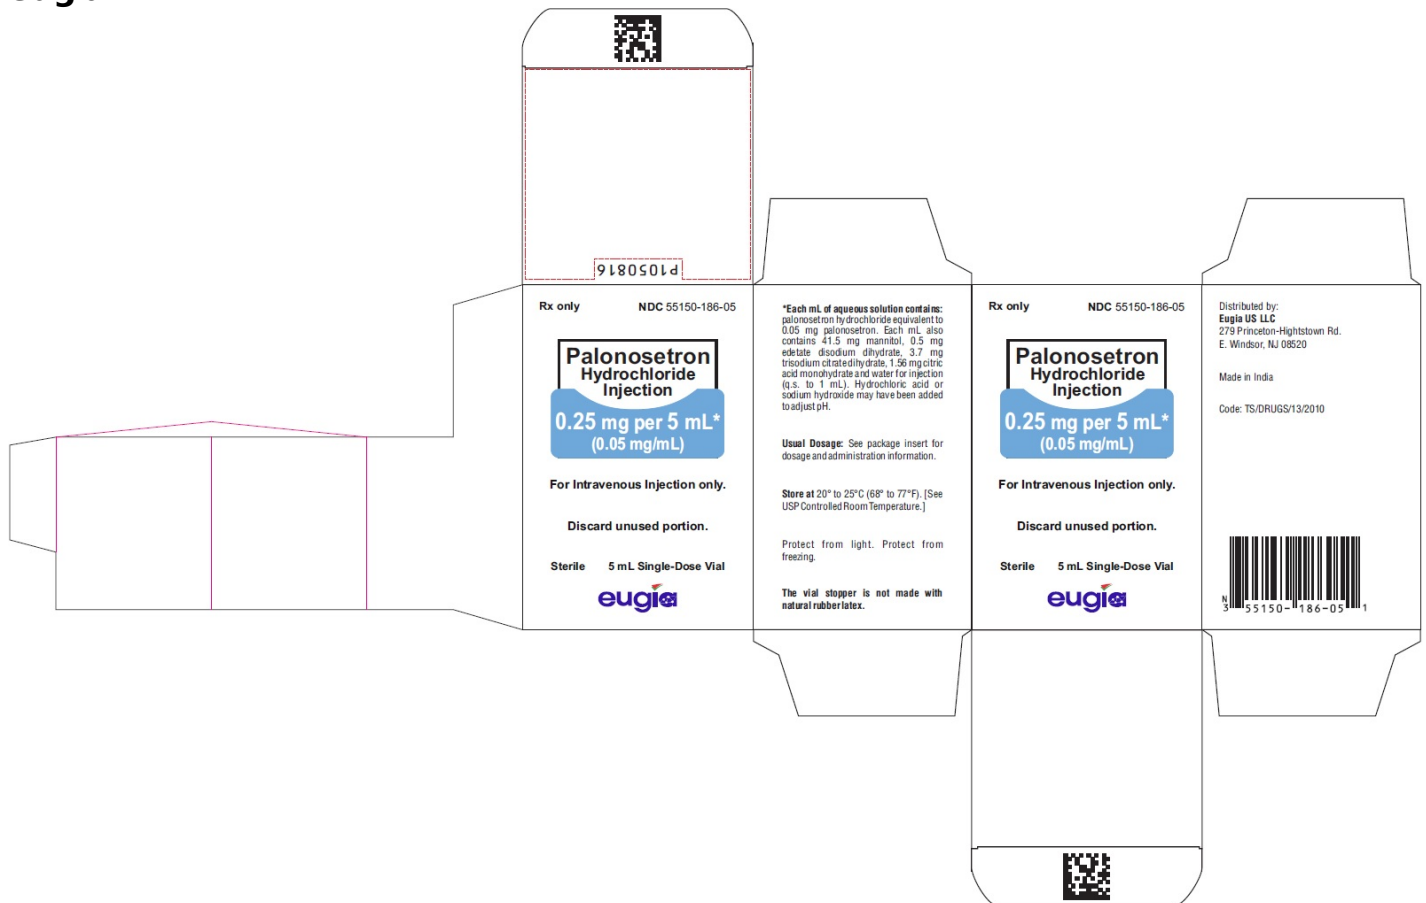 P1050816
Rx only NDC 55150-186-05
Palonosetron
Hydrochloride
Injection
0.25 mg per 5 mL*
(0.05 mg/mL)
For Intravenous Injection only.
Discard unused portion.
Sterile 5 mL Single-Dose Vial
eugia
*Each mL of aqueous solution contains:
palonosetron hydrochloride equivalent to
0.05 mg palonosetron. Each mL also
contains 41.5 mg mannitol, 0.5 mg
edetate disodium dihydrate, 3.7 mg
trisodium citrate dihydrate, 1.56 mg citric
acid monohydrate and water for injection
(q.s. to 1 mL). Hydrochloric acid or
sodium hydroxide may have been added
to adjust pH.
Usual Dosage: See package insert for
dosage and administration information.
Store at 20° to 25°C (68° to 77°F). [See
USP Controlled Room Temperature.]
Protect from light. Protect from
freezing.
The vial stopper is not made with
natural rubber latex.
Rx only NDC 55150-186-05
Palonosetron
Hydrochloride
Injection
0.25 mg per 5 mL*
(0.05 mg/mL)
For Intravenous Injection only.
Discard unused portion.
Sterile 5 mL Single-Dose Vial
eugia
Distributed by:
Eugia US LLC
279 Princeton-Hightstown Rd.
E. Windsor, NJ 08520
Made in India
Code: TS/DRUGS/13/2010
N
3 55150-186-05 1